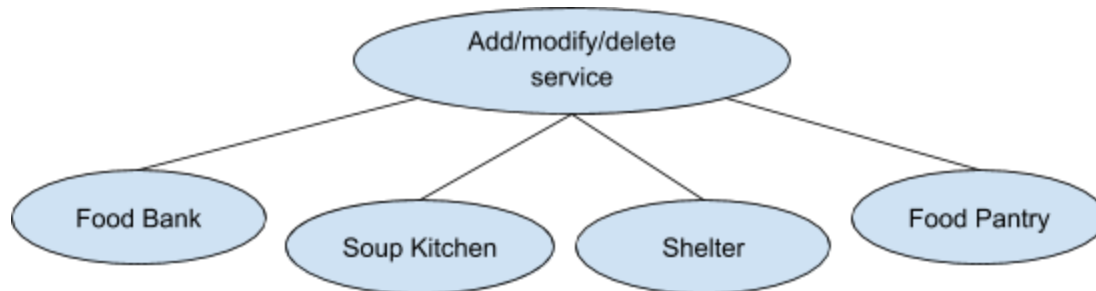 Add/modify/delete
service
Food Bank
Soup Kitchen
Shelter
Food Pantry